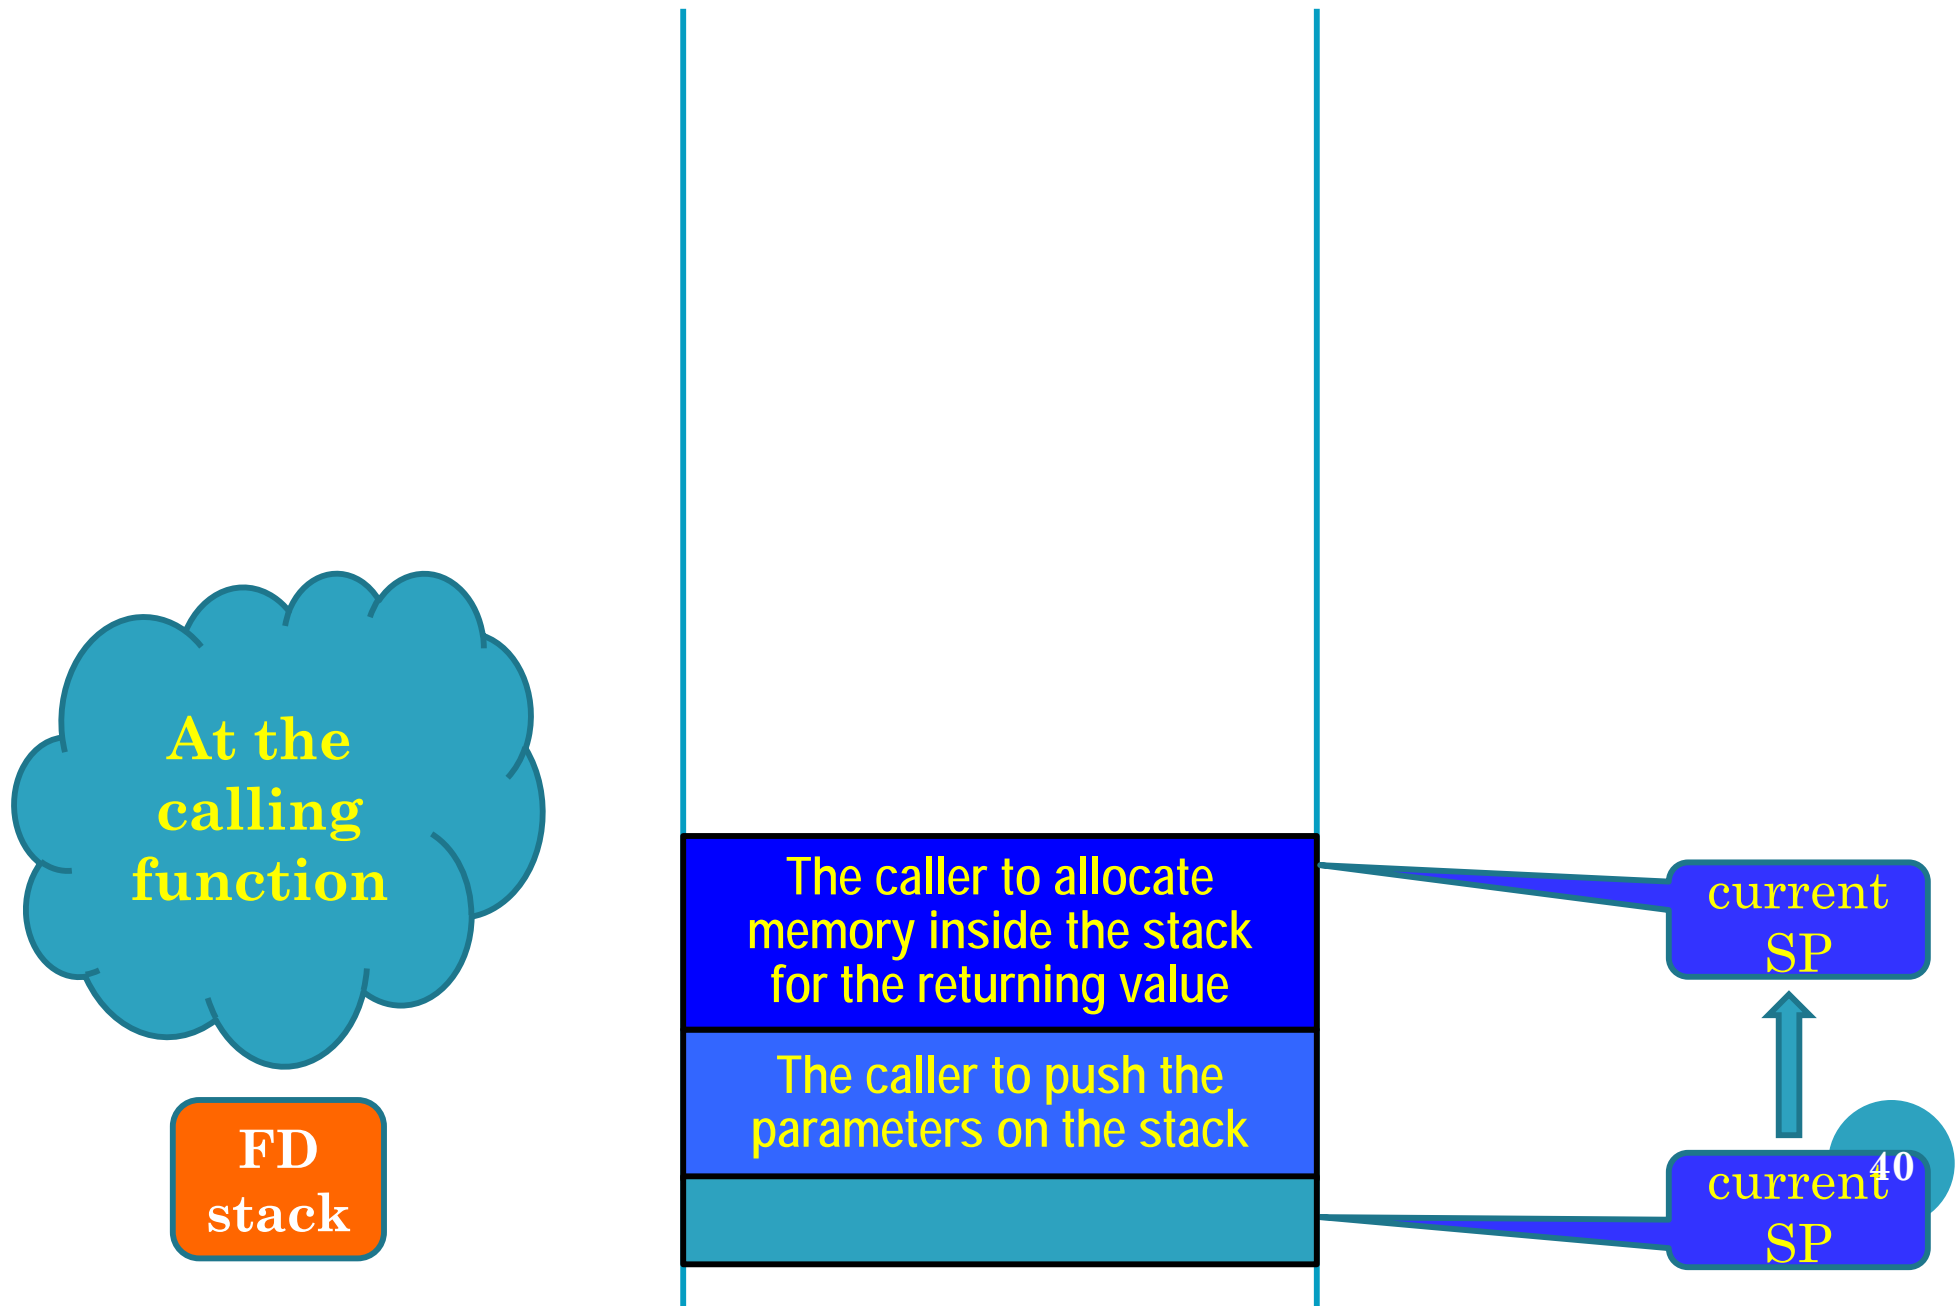 At the
calling
function
The caller to allocate
memory inside the stack
for the returning value
current
SP
The caller to push the
parameters on the stack
FD
stack
current
SP
40